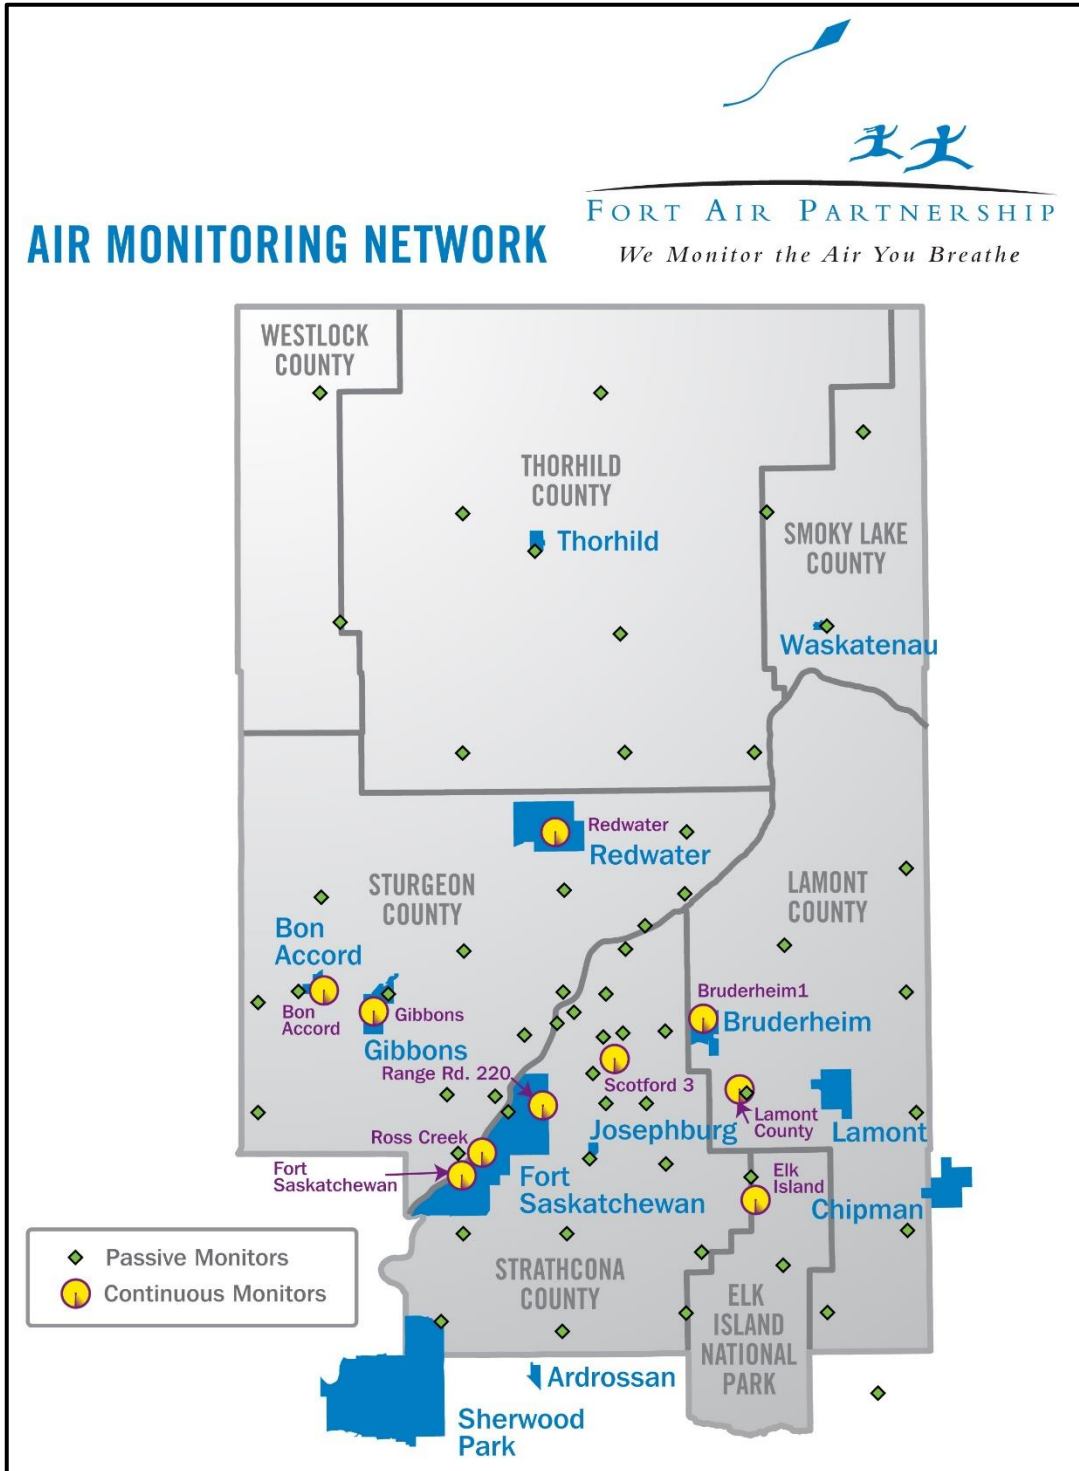 FORT AIR PARTNERSHIP
We Monitor the Air You Breathe
AIR MONITORING NETWORK
WESTLOCK
COUNTY
THORHILD
COUNTY
Thorhild
SMOKY LAKE
COUNTY
Waskatenau
Redwater
Redwater
STURGEON
COUNTY
LAMONT
COUNTY
Bon
Accord
Bon
Accord
Gibbons
Gibbons
Bruderheim1
Bruderheim
Range Rd. 220
Scotford 3
Lamont
County
Lamont
Josephburg
Ross Creek
Fort
Saskatchewan
Fort
Saskatchewan
Elk
Island
Chipman
Passive Monitors
Continuous Monitors
STRATHCONA
COUNTY
ELK
ISLAND
NATIONAL
PARK
Ardrossan
Sherwood
Park